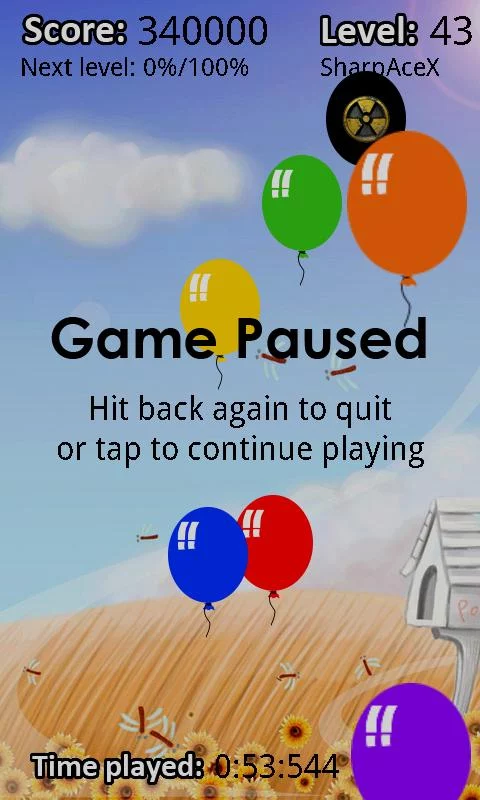 Score: 340000
Level: 43
Next level: 0%/100%
SharpAceX
Game Paused
Hit back again to quit
or tap to continue playing
Time played: 0:53:544